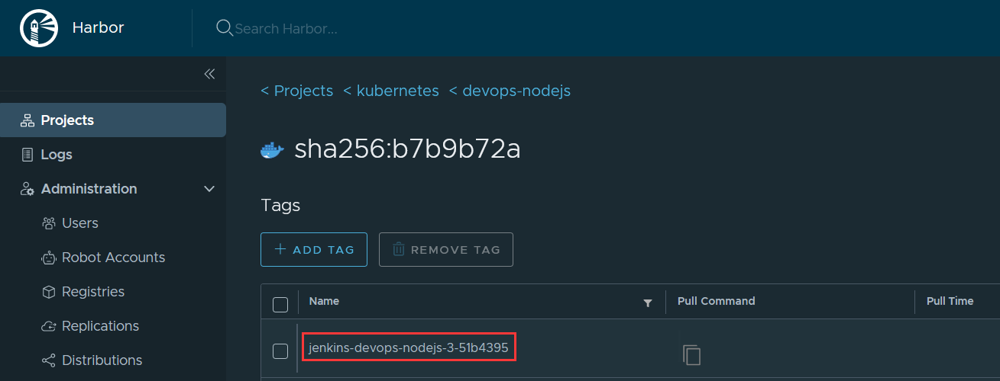 Harbor
Search Harbor...
< Projects < kubernetes < devops-nodejs
Projects
Logs
Administration
Users
Robot Accounts
Registries
Replications
Distributions
sha256:b7b9b72a
Tags
+ ADD TAG
REMOVE TAG
Name Pull Command Pull Time
jenkins-devops-nodejs-3-51b4395